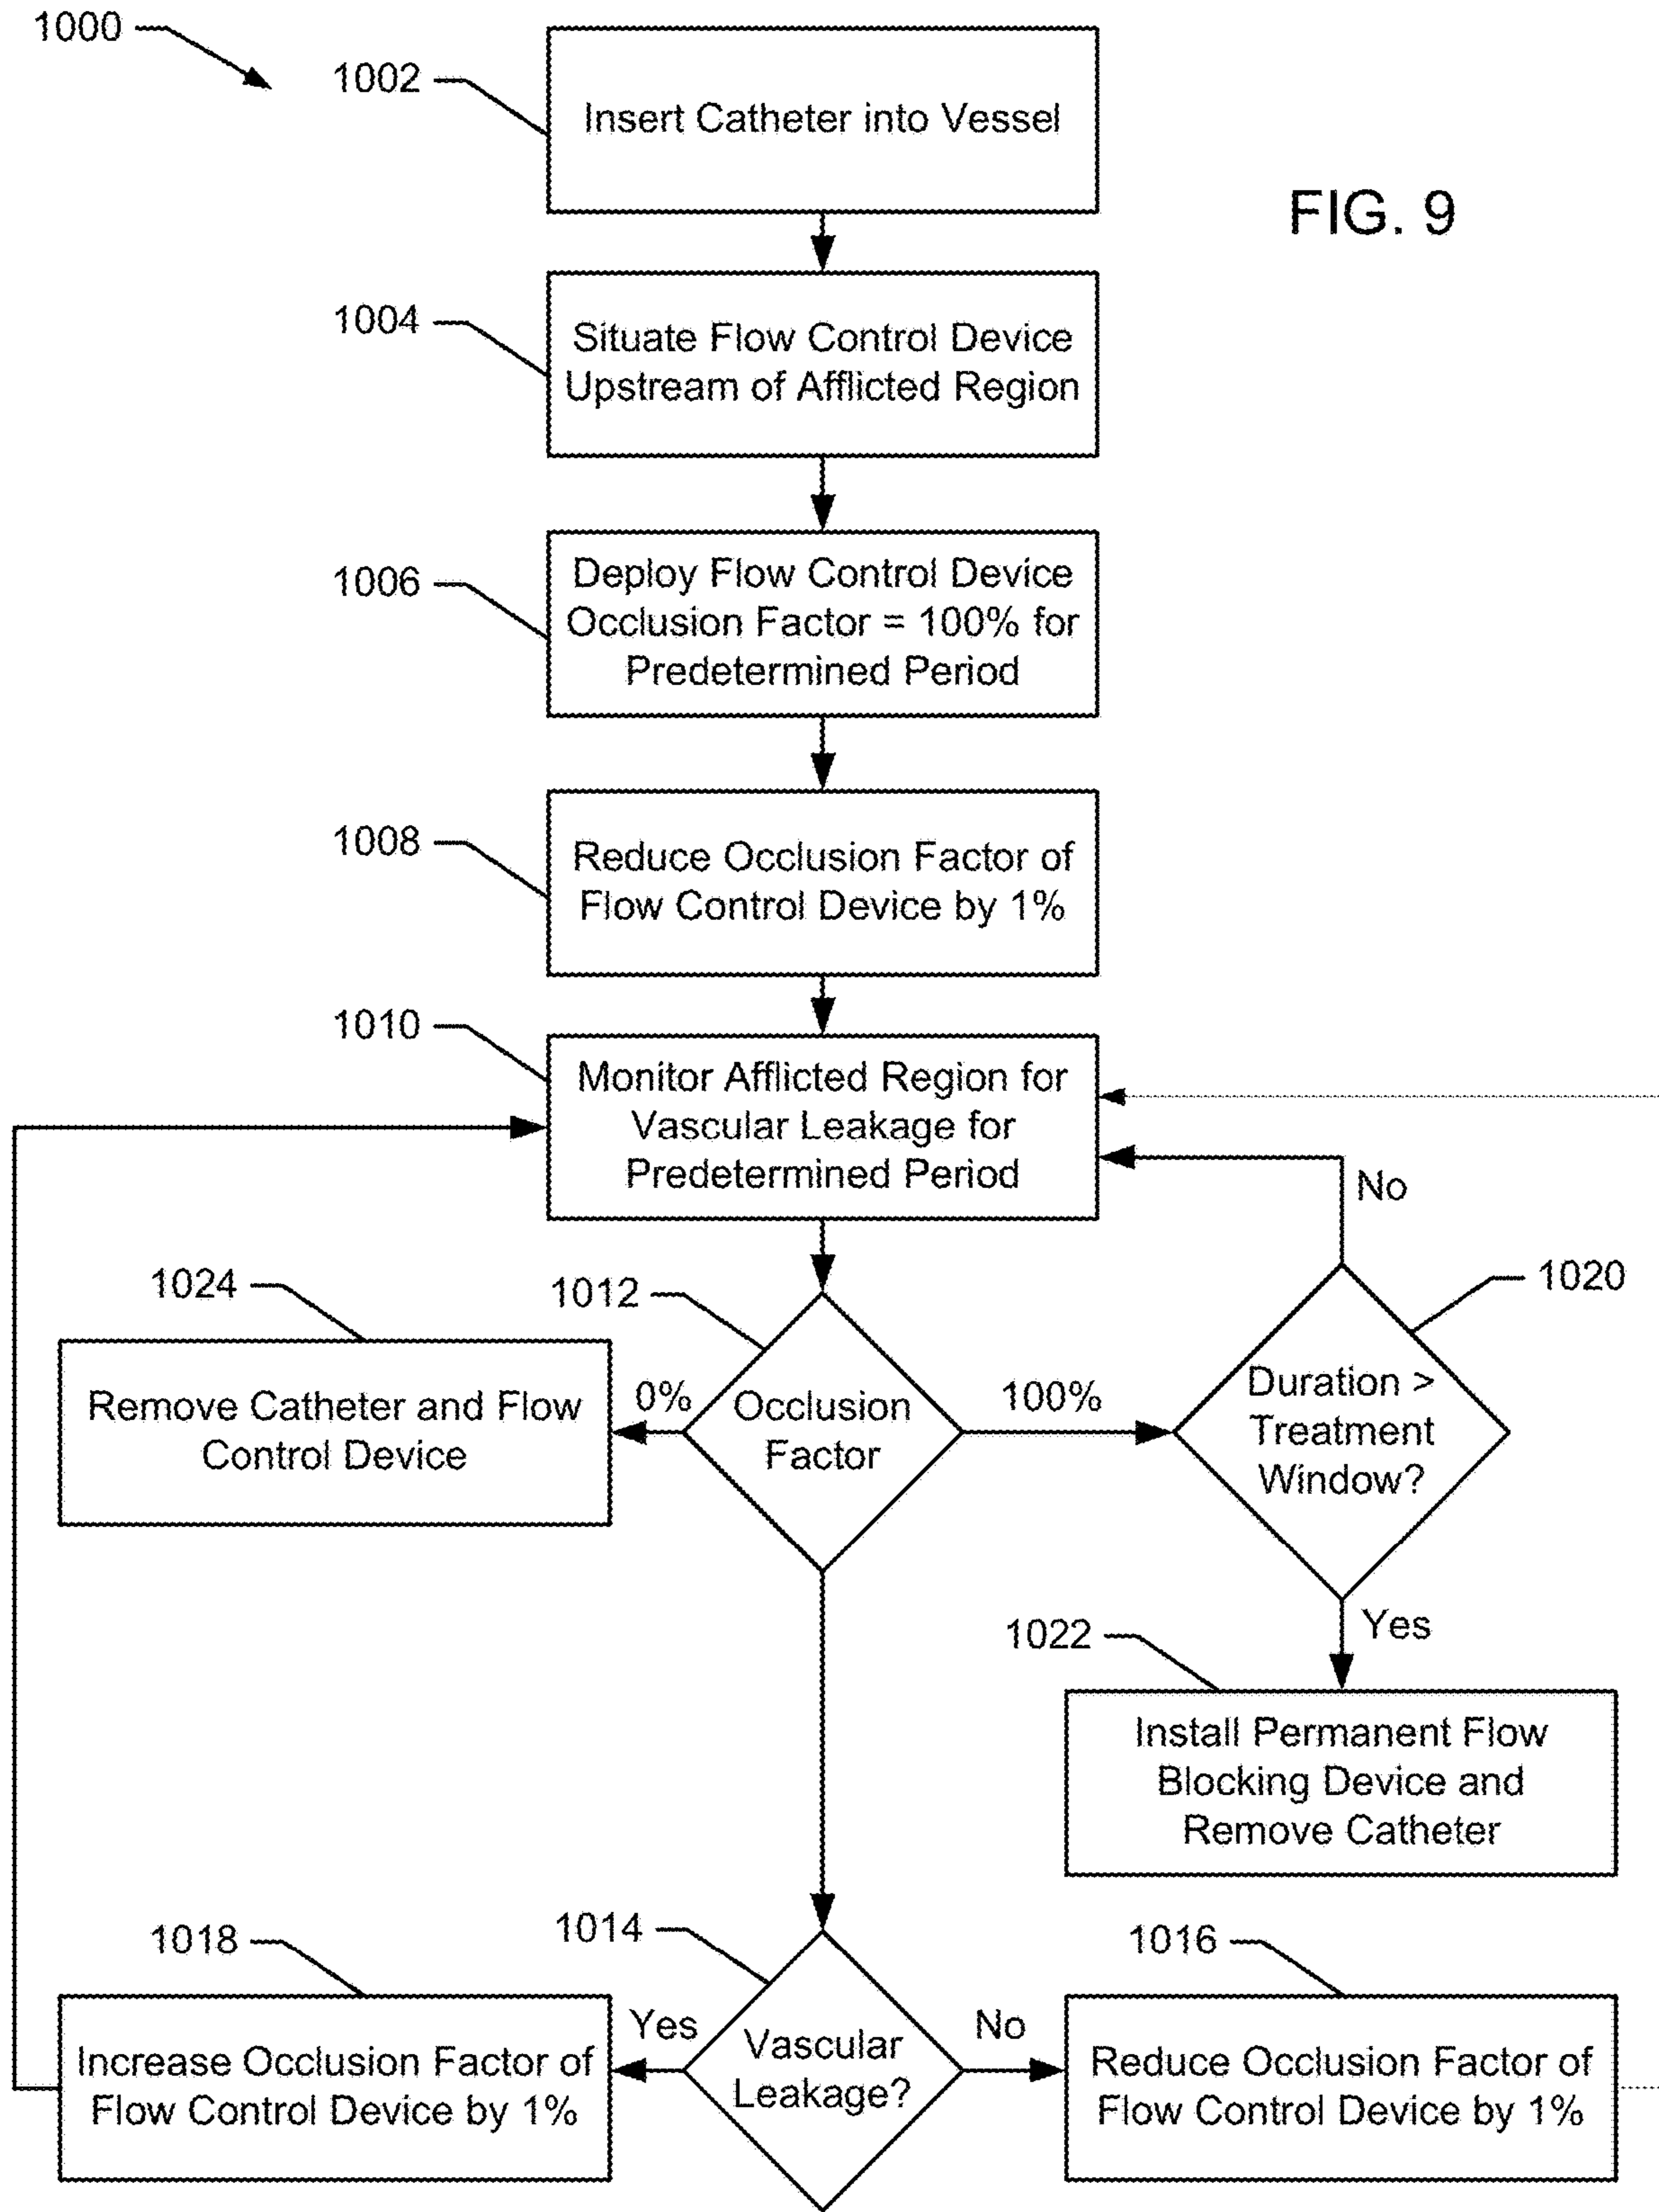 1000
1002
Insert Catheter into Vessel
FIG. 9
1004
Situate Flow Control Device
Upstream of Afflicted Region
1006
Deploy Flow Control Device
Occlusion Factor = 100% for
Predetermined Period
1008
Reduce Occlusion Factor of
Flow Control Device by 1%
1010
Monitor Afflicted Region for
Vascular Leakage for
Predetermined Period
No
1024
1012
1020
Remove Catheter and Flow
Control Device
0%
Occlusion
Factor
100%
Duration >
Treatment
Window?
Yes
1022
Install Permanent Flow
Blocking Device and
Remove Catheter
1018
1014
1016
Increase Occlusion Factor of
Flow Control Device by 1%
Yes
Vascular
Leakage?
No
Reduce Occlusion Factor of
Flow Control Device by 1%